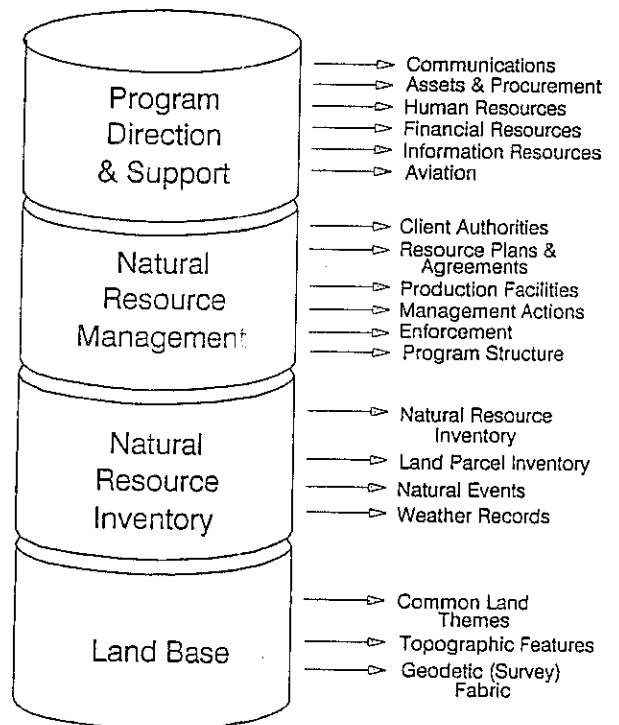 Program
Direction
& Support
Communications
Assets & Procurement
Human Resources
Financial Resources
Information Resources
Aviation
Natural
Resource
Management
Client Authorities
Resource Plans &
Agreements
Production Facilities
Management Actions
Enforcement
Program Structure
Natural
Resource
Inventory
Natural Resource
Inventory
Land Parcel Inventory
Natural Events
Weather Records
Land Base
Common Land
Themes
Topographic Features
Geodetic (Survey)
Fabric